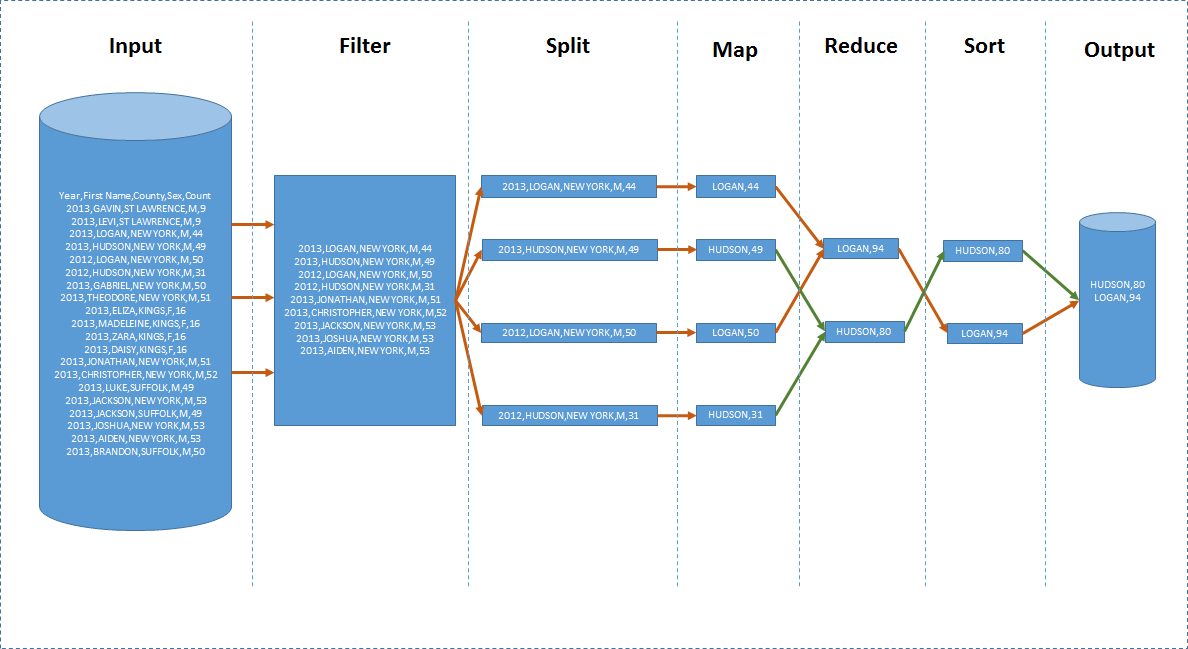 Input
Filter
Split
Map
Reduce
Sort
Output
Year,First Name,County,Sex,Count
2013,GAVIN,ST LAWRENCE,M,9
2013,LEVI,ST LAWRENCE,M,9
2013,LOGAN,NEW YORK,M,44
2013,HUDSON,NEW YORK,M,49
2012,LOGAN,NEW YORK,M,50
2012,HUDSON,NEW YORK,M,31
2013,GABRIEL,NEW YORK,M,50
2013,THEODORE,NEW YORK,M,51
2013,ELIZA,KINGS,F,16
2013,MADELEINE,KINGS,F,16
2013,ZARA,KINGS,F,16
2013,DAISY,KINGS,F,16
2013,JONATHAN,NEW YORK,M,51
2013,CHRISTOPHER,NEW YORK,M,52
2013,LUKE,SUFFOLK,M,49
2013,JACKSON,NEW YORK,M,53
2013,JACKSON,SUFFOLK,M,49
2013,JOSHUA,NEW YORK,M,53
2013,AIDEN,NEW YORK,M,53
2013,BRANDON,SUFFOLK,M,50
2013,LOGAN,NEW YORK,M,44
2013,HUDSON,NEW YORK,M,49
2012,LOGAN,NEW YORK,M,50
2012,HUDSON,NEW YORK,M,31
2013,JONATHAN,NEW YORK,M,51
2013,CHRISTOPHER,NEW YORK,M,52
2013,JACKSON,NEW YORK,M,53
2013,JOSHUA,NEW YORK,M,53
2013,AIDEN,NEW YORK,M,53
2013,LOGAN,NEW YORK,M,44
2013,HUDSON,NEW YORK,M,49
2012,LOGAN,NEW YORK,M,50
2012,HUDSON,NEW YORK,M,31
LOGAN,44
HUDSON,49
LOGAN,50
HUDSON,31
LOGAN,94
HUDSON,80
HUDSON,80
LOGAN,94
HUDSON,80
LOGAN,94